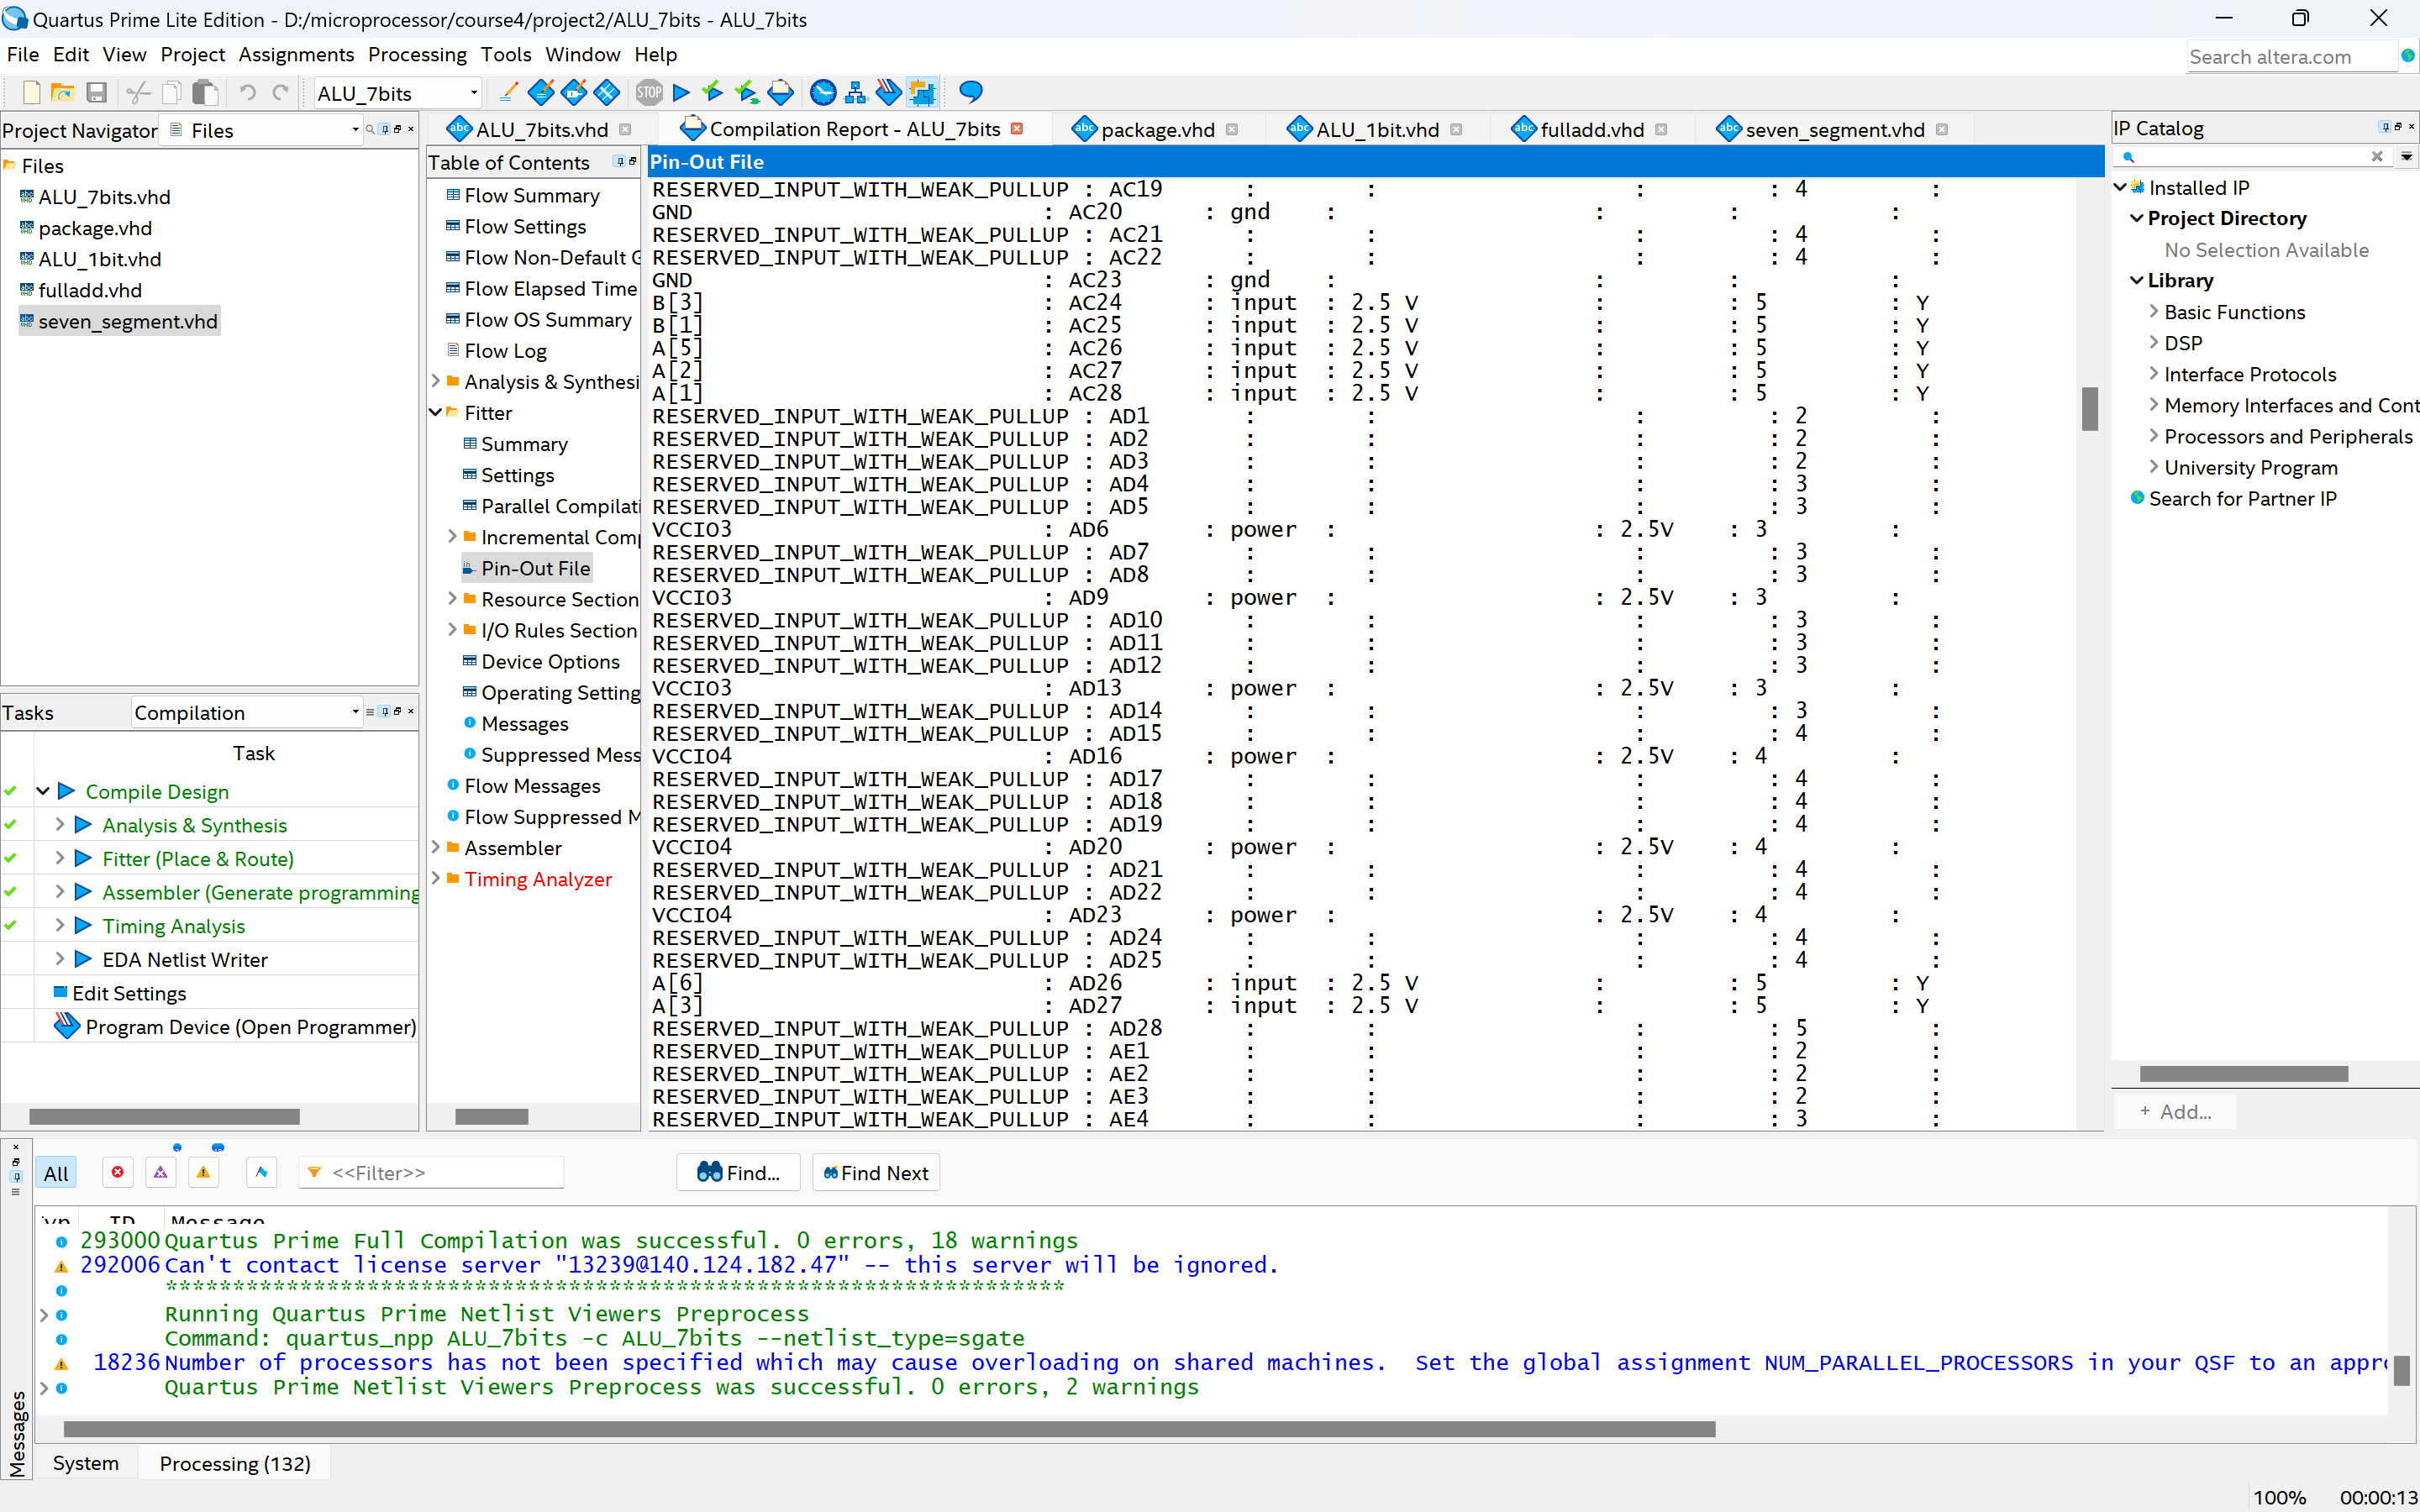 Quartus Prime Lite Edition - D:/microprocessor/course4/project2/ALU_7bits - ALU_7bits
File Edit View Project Assignments Processing Tools Window Help
Search altera.com
ALU_7bits
STOP
Project Navigator Files
Files
ALU_7bits.vhd
package.vhd
ALU_1bit.vhd
fulladd.vhd
seven_segment.vhd
Tasks Compilation
Task
Compile Design
Analysis & Synthesis
Fitter (Place & Route)
Assembler (Generate programming
Timing Analysis
EDA Netlist Writer
Edit Settings
Program Device (Open Programmer)
ALU_7bits.vhd Compilation Report - ALU_7bits package.vhd ALU_1bit.vhd fulladd.vhd seven_segment.vhd
Table of Contents
Flow Summary
Flow Settings
Flow Non-Default G
Flow Elapsed Time
Flow OS Summary
Flow Log
Analysis & Synthesi
Fitter
Summary
Settings
Parallel Compilati
Incremental Comp
Pin-Out File
Resource Section
I/O Rules Section
Device Options
Operating Setting
Messages
Suppressed Mess
Flow Messages
Flow Suppressed M
Assembler
Timing Analyzer
Pin-Out File
RESERVED_INPUT_WITH_WEAK_PULLUP : AC19 : : : : 4 :
GND : AC20 : gnd : : : :
RESERVED_INPUT_WITH_WEAK_PULLUP : AC21 : : : : 4 :
RESERVED_INPUT_WITH_WEAK_PULLUP : AC22 : : : : 4 :
GND : AC23 : gnd : : : :
B[3] : AC24 : input : 2.5 V : : 5 : Y
B[1] : AC25 : input : 2.5 V : : 5 : Y
A[5] : AC26 : input : 2.5 V : : 5 : Y
A[2] : AC27 : input : 2.5 V : : 5 : Y
A[1] : AC28 : input : 2.5 V : : 5 : Y
RESERVED_INPUT_WITH_WEAK_PULLUP : AD1 : : : : 2 :
RESERVED_INPUT_WITH_WEAK_PULLUP : AD2 : : : : 2 :
RESERVED_INPUT_WITH_WEAK_PULLUP : AD3 : : : : 2 :
RESERVED_INPUT_WITH_WEAK_PULLUP : AD4 : : : : 3 :
RESERVED_INPUT_WITH_WEAK_PULLUP : AD5 : : : : 3 :
VCCIO3 : AD6 : power : : 2.5V : 3 :
RESERVED_INPUT_WITH_WEAK_PULLUP : AD7 : : : : 3 :
RESERVED_INPUT_WITH_WEAK_PULLUP : AD8 : : : : 3 :
VCCIO3 : AD9 : power : : 2.5V : 3 :
RESERVED_INPUT_WITH_WEAK_PULLUP : AD10 : : : : 3 :
RESERVED_INPUT_WITH_WEAK_PULLUP : AD11 : : : : 3 :
RESERVED_INPUT_WITH_WEAK_PULLUP : AD12 : : : : 3 :
VCCIO3 : AD13 : power : : 2.5V : 3 :
RESERVED_INPUT_WITH_WEAK_PULLUP : AD14 : : : : 3 :
RESERVED_INPUT_WITH_WEAK_PULLUP : AD15 : : : : 4 :
VCCIO4 : AD16 : power : : 2.5V : 4 :
RESERVED_INPUT_WITH_WEAK_PULLUP : AD17 : : : : 4 :
RESERVED_INPUT_WITH_WEAK_PULLUP : AD18 : : : : 4 :
RESERVED_INPUT_WITH_WEAK_PULLUP : AD19 : : : : 4 :
VCCIO4 : AD20 : power : : 2.5V : 4 :
RESERVED_INPUT_WITH_WEAK_PULLUP : AD21 : : : : 4 :
RESERVED_INPUT_WITH_WEAK_PULLUP : AD22 : : : : 4 :
VCCIO4 : AD23 : power : : 2.5V : 4 :
RESERVED_INPUT_WITH_WEAK_PULLUP : AD24 : : : : 4 :
RESERVED_INPUT_WITH_WEAK_PULLUP : AD25 : : : : 4 :
A[6] : AD26 : input : 2.5 V : : 5 : Y
A[3] : AD27 : input : 2.5 V : : 5 : Y
RESERVED_INPUT_WITH_WEAK_PULLUP : AD28 : : : : 5 :
RESERVED_INPUT_WITH_WEAK_PULLUP : AE1 : : : : 2 :
RESERVED_INPUT_WITH_WEAK_PULLUP : AE2 : : : : 2 :
RESERVED_INPUT_WITH_WEAK_PULLUP : AE3 : : : : 2 :
RESERVED_INPUT_WITH_WEAK_PULLUP : AE4 : : : : 3 :
IP Catalog
Installed IP
Project Directory
No Selection Available
Library
Basic Functions
DSP
Interface Protocols
Memory Interfaces and Cont
Processors and Peripherals
University Program
Search for Partner IP
+ Add...
All <<Filter>> Find... Find Next
ID Message
293000 Quartus Prime Full Compilation was successful. 0 errors, 18 warnings
292006 Can't contact license server "13239@140.124.182.47" -- this server will be ignored.
*******************************************************************
Running Quartus Prime Netlist Viewers Preprocess
Command: quartus_npp ALU_7bits -c ALU_7bits --netlist_type=sgate
18236 Number of processors has not been specified which may cause overloading on shared machines. Set the global assignment NUM_PARALLEL_PROCESSORS in your QSF to an appr
Quartus Prime Netlist Viewers Preprocess was successful. 0 errors, 2 warnings
Messages
System Processing (132)
100% 00:00:13